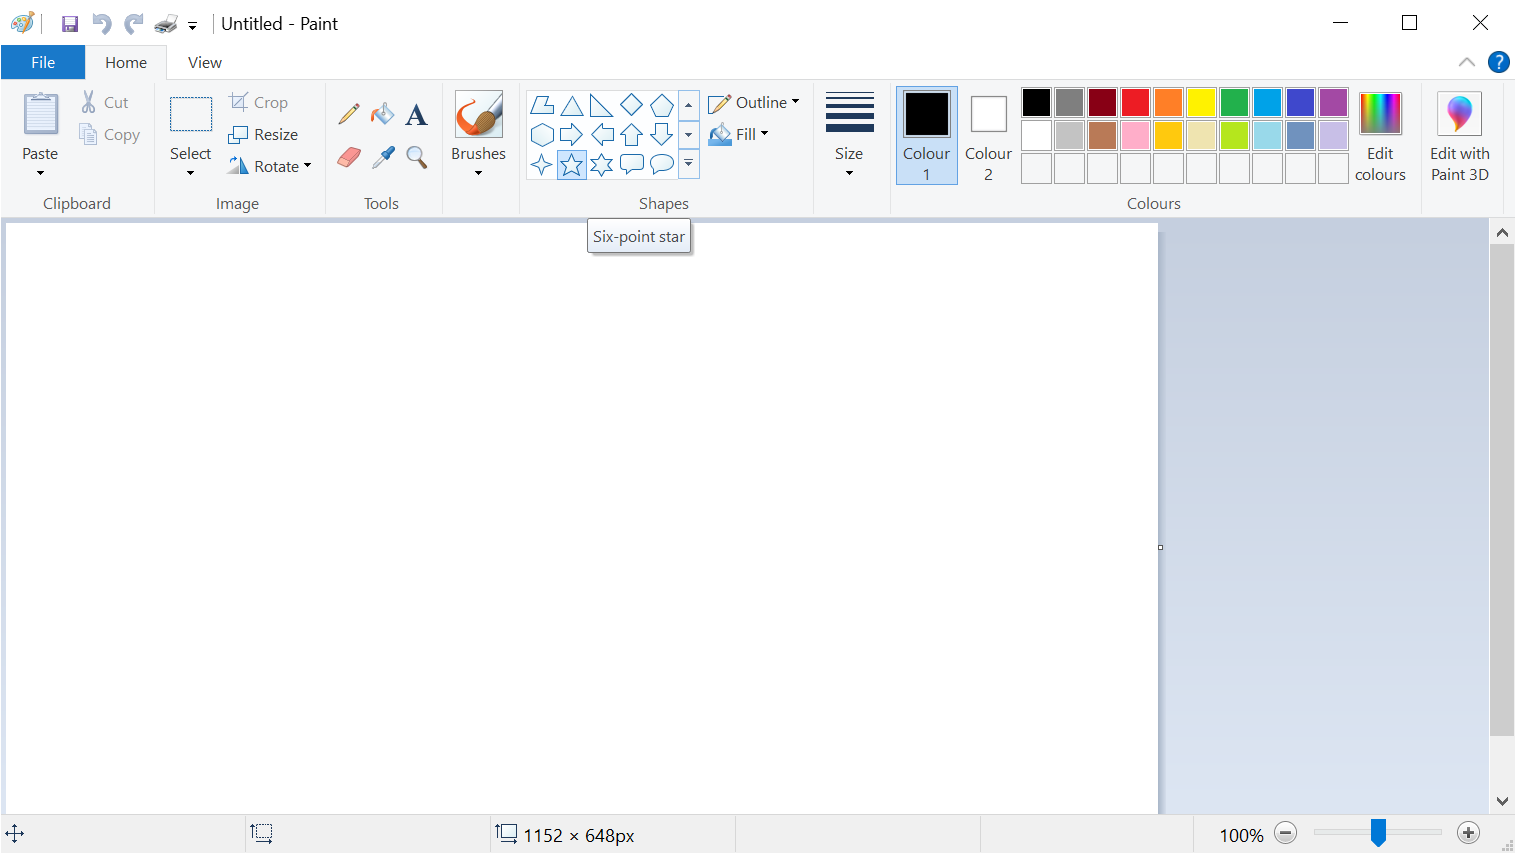 Untitled - Paint
File
Home
View
?
Paste
Cut
Copy
Clipboard
Select
Crop
Resize
Rotate
Image
A
Tools
Brushes
Shapes
Outline
Fill
Size
Colour
1
Colour
2
Colours
Edit
colours
Edit with
Paint 3D
Six-point star
1152 × 648px
100%